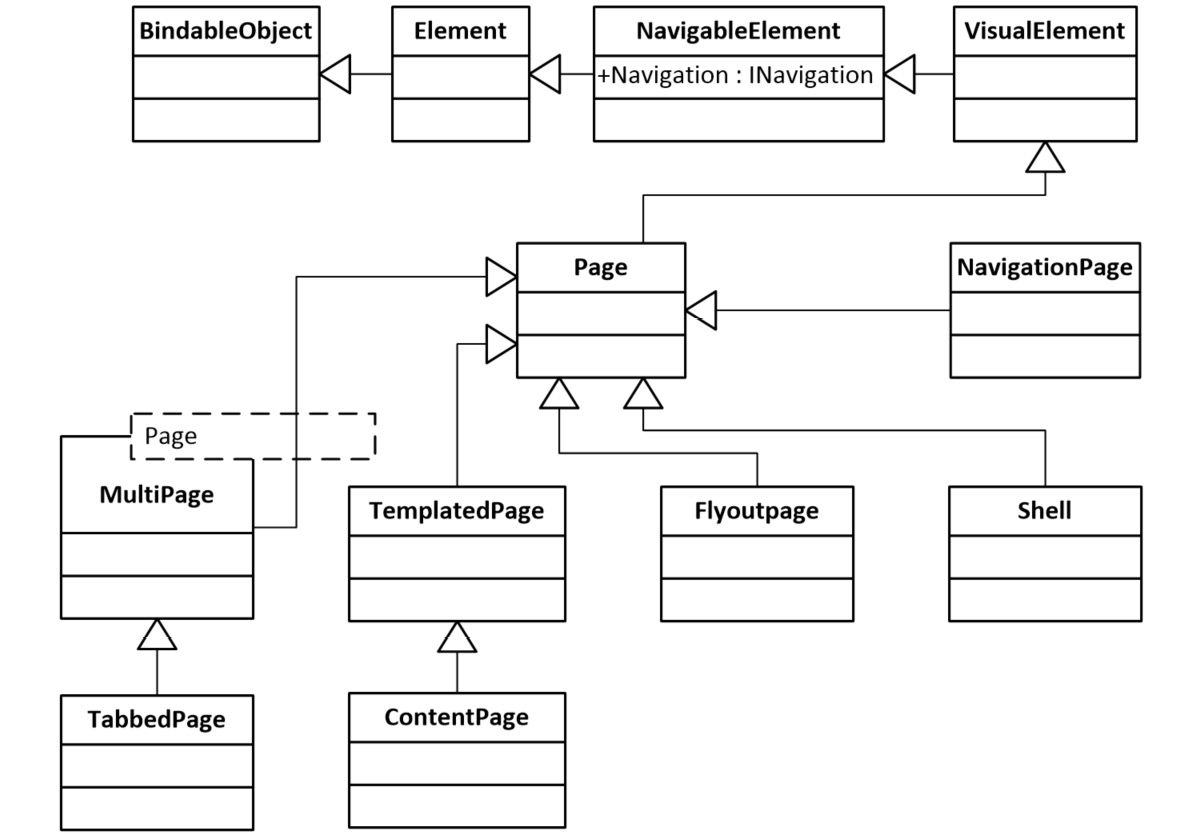 BindableObject
Element
NavigableElement
VisualElement
+Navigation : INavigation
Page
NavigationPage
Page
MultiPage
TemplatedPage
Flyoutpage
Shell
TabbedPage
ContentPage